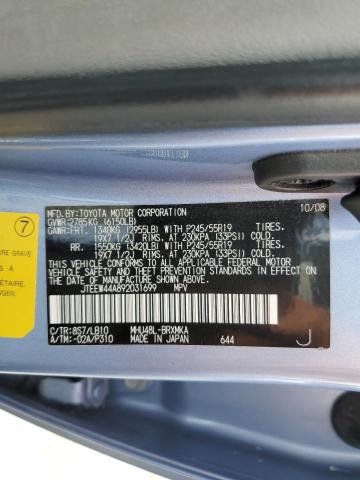 MFD.BY:TOYOTA MOTOR CORPORATION 10/08
GVWR:2785KG (6150LB)
GAWR:FRT. 1340KG (2955LB) WITH P245/55R19 TIRES.
19X7 1/2J RIMS.AT 230KPA (33PSI) COLD.
RR. 1550KG (3420LB) WITH P245/55R19 TIRES.
19X7 1/2J RIMS.AT 230KPA (33PSI) COLD.
THIS VEHICLE CONFORMS TO ALL APPLICABLE FEDERAL MOTOR
VEHICLE SAFETY STANDARDS IN EFFECT ON THE DATE
OF MANUFACTURE SHOWN ABOVE.
JTEEW44A892031699 MPV
C/TR:8S7/LB10 MHU48L-BRXMKA
A/TM:-02A/P310 MADE IN JAPAN 644 J
7
GRAVE